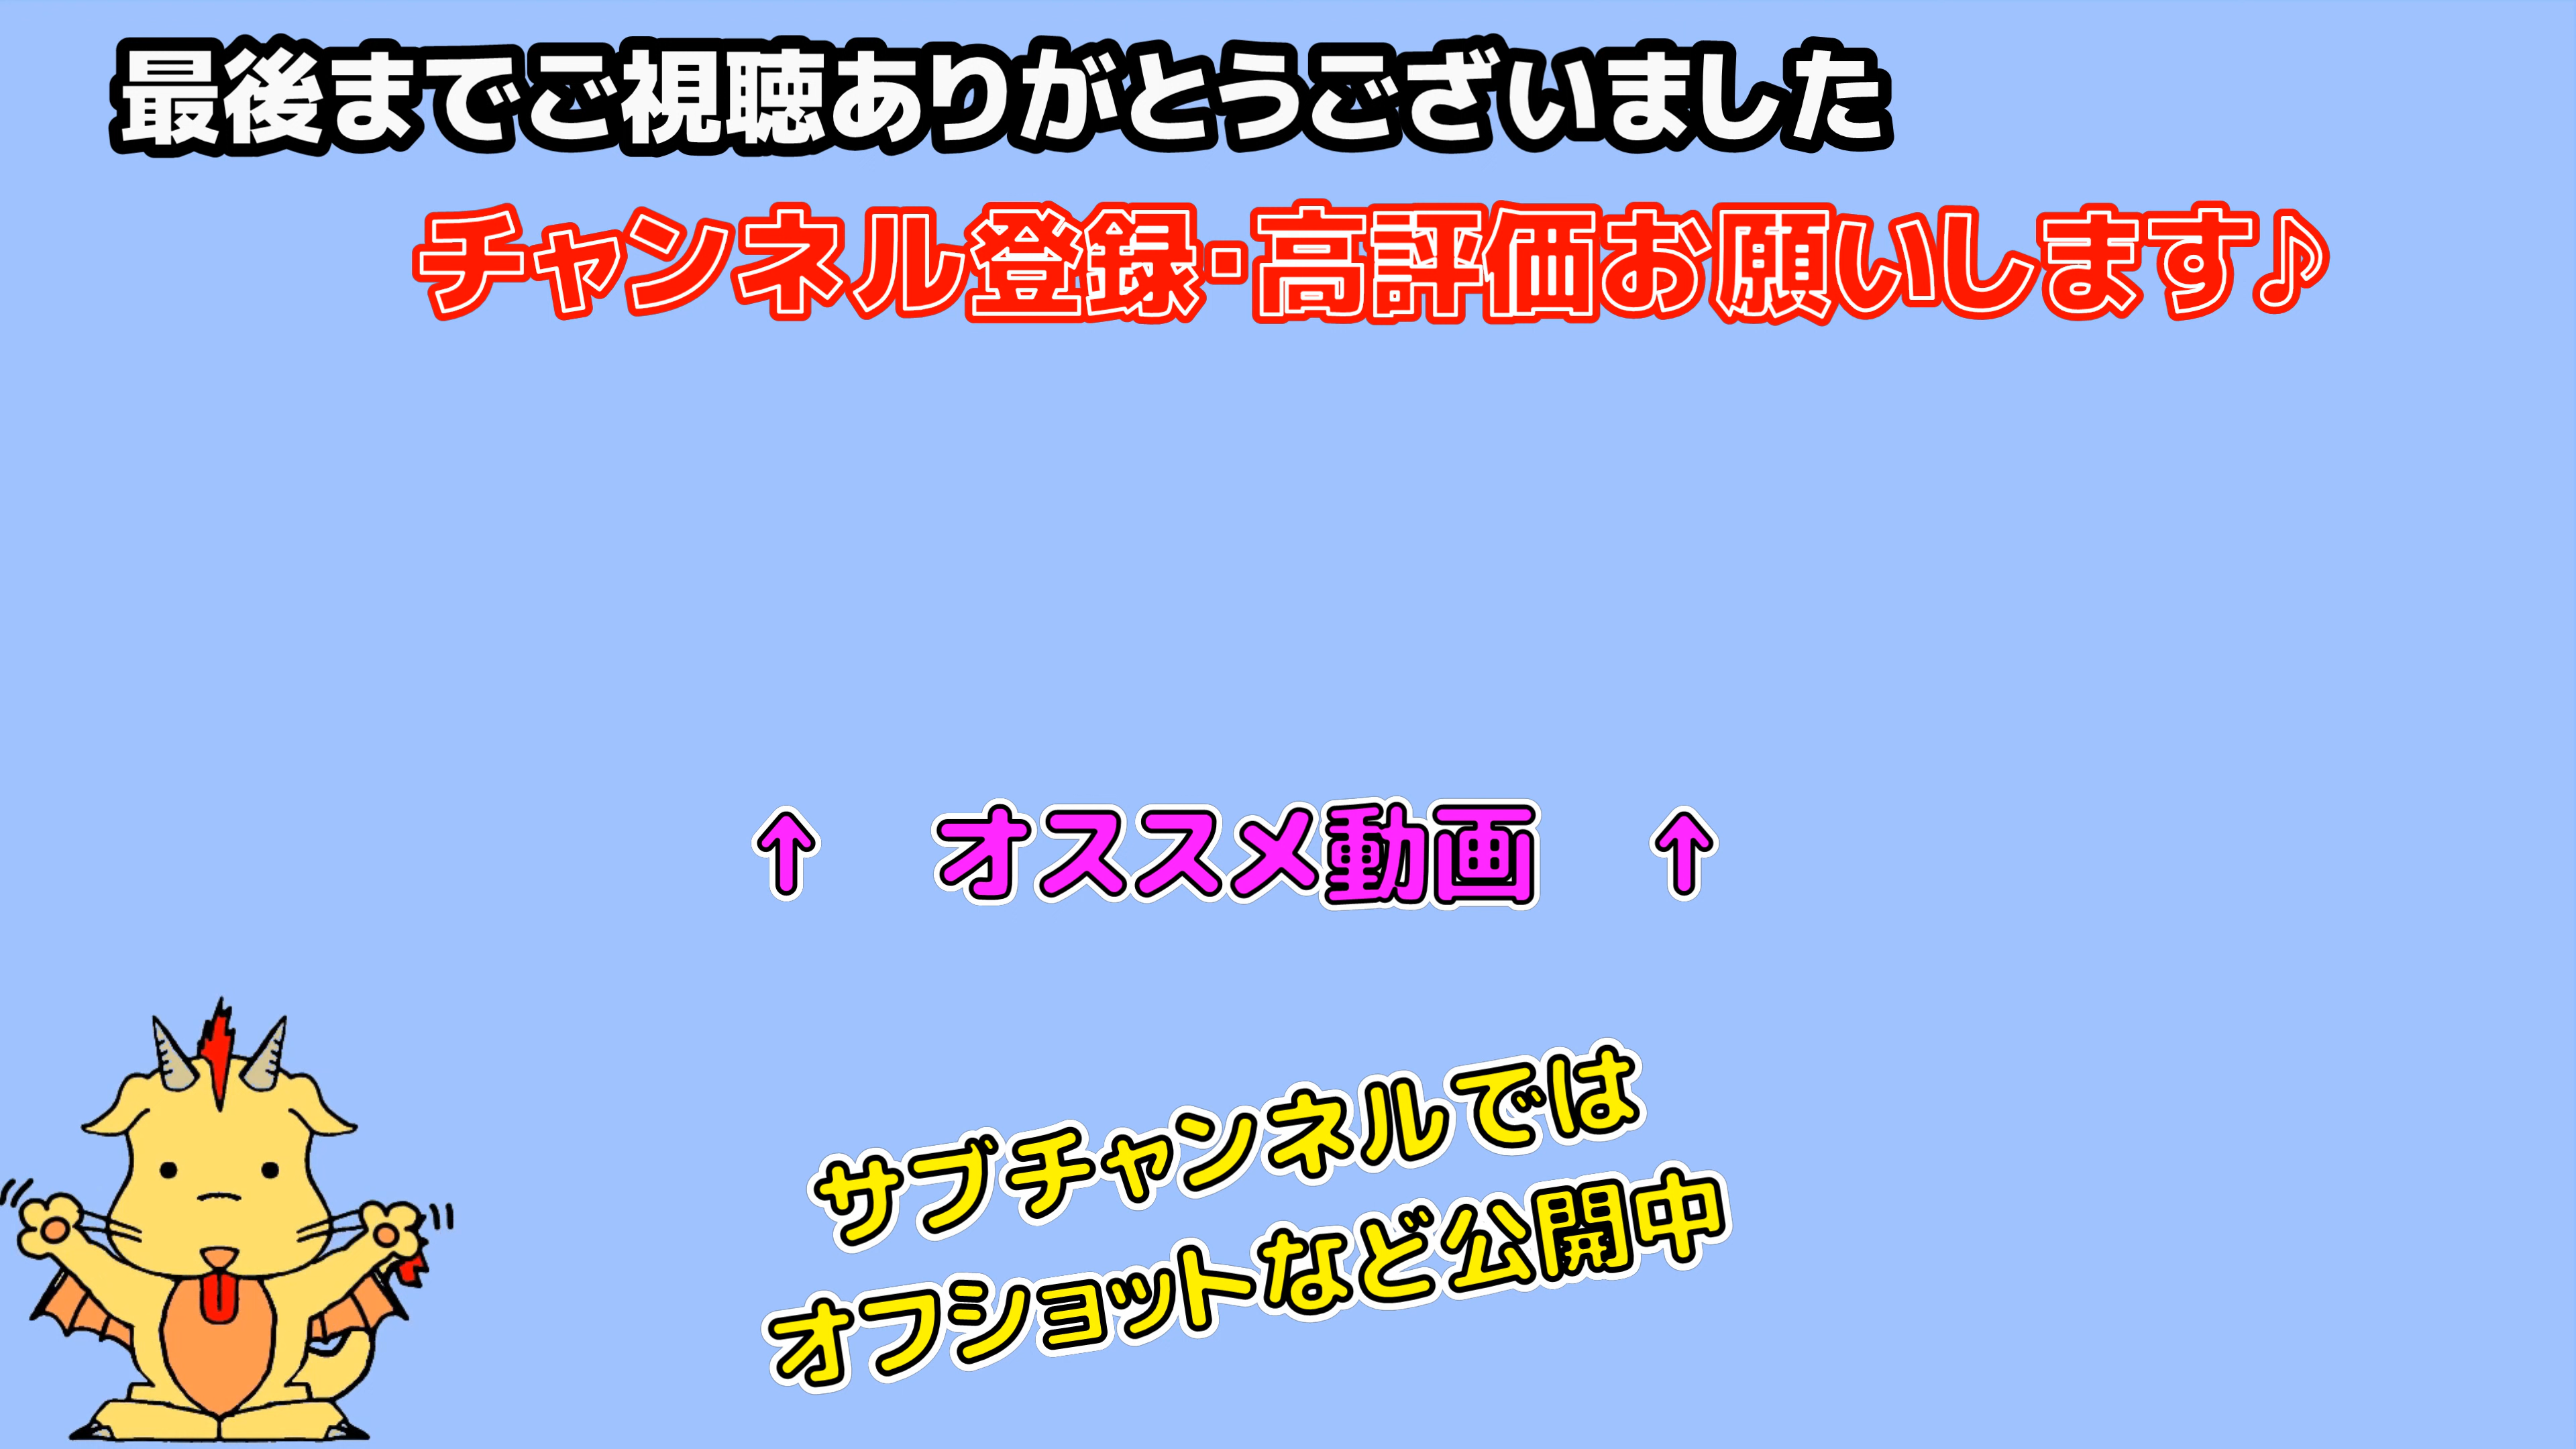 最後までご視聴ありがとうございました
チャンネル登録・高評価お願いします♪
↑ オススメ動画 ↑
サブチャンネルでは
オフショットなど公開中